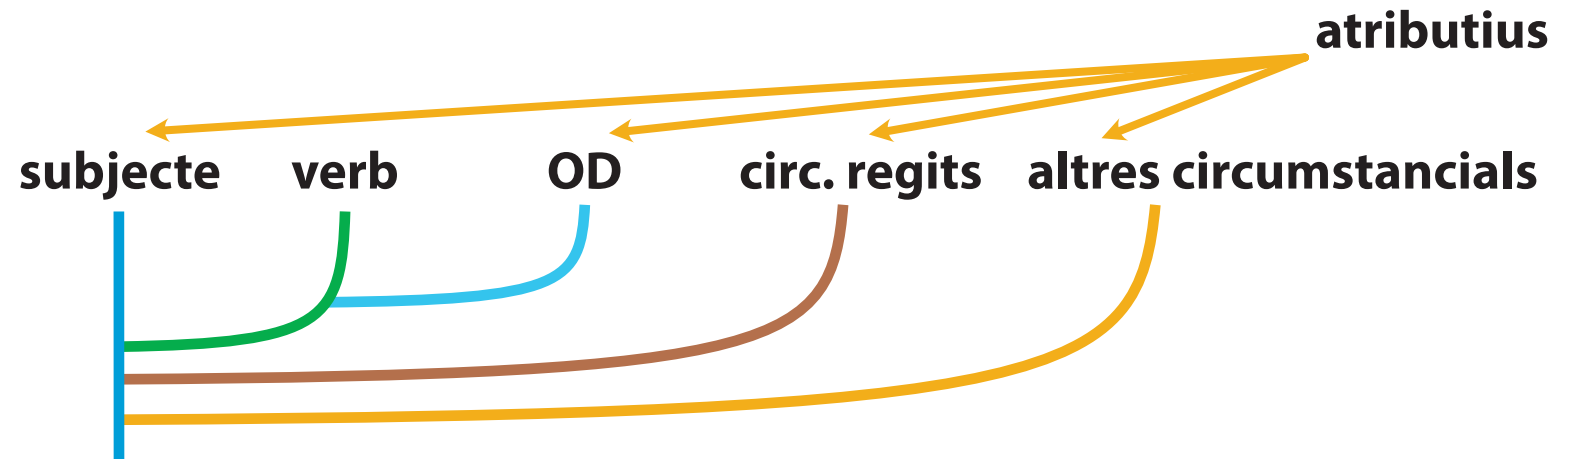 atributius
subjecte verb OD circ. regits altres circumstancials